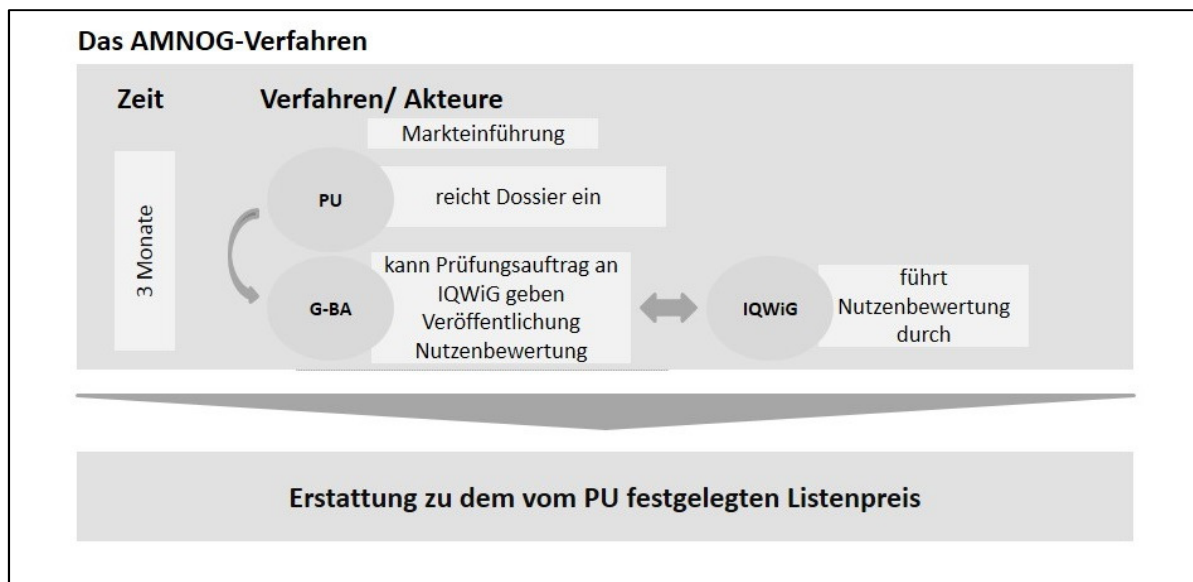 Das AMNOG-Verfahren
Zeit
Verfahren/ Akteure
Markteinführung
3 Monate
PU
reicht Dossier ein
G-BA
kann Prüfungsauftrag an
IQWiG geben
Veröffentlichung
Nutzenbewertung
IQWiG
führt
Nutzenbewertung
durch
Erstattung zu dem vom PU festgelegten Listenpreis